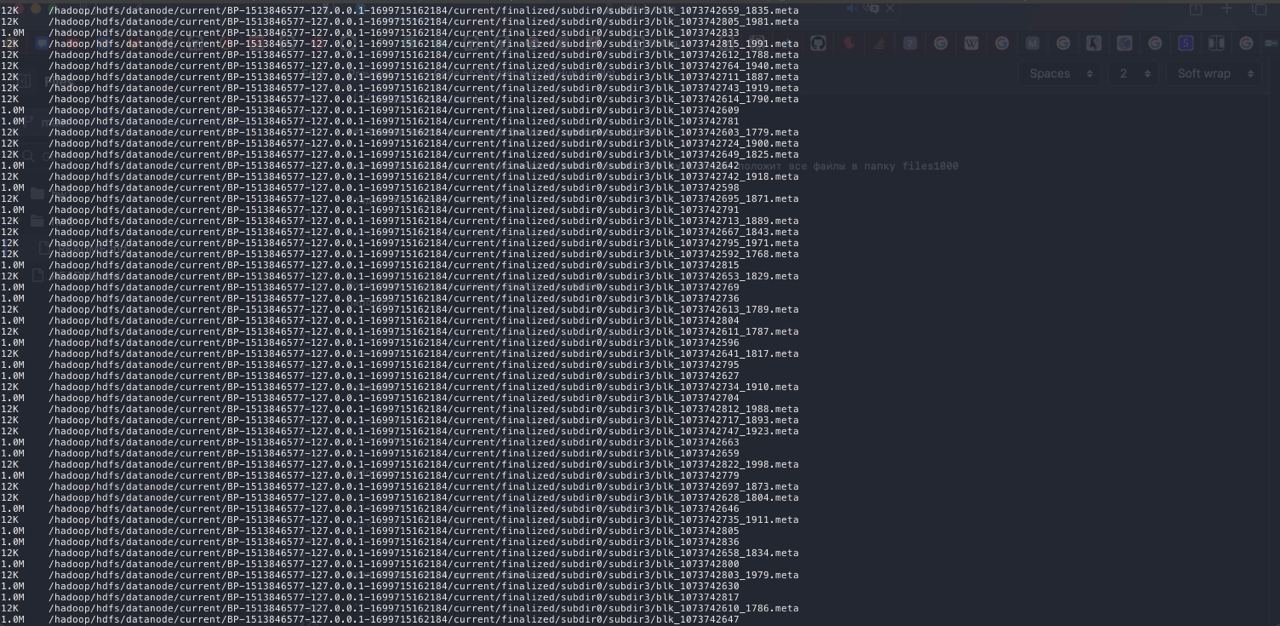 12K /hadoop/hdfs/datanode/current/BP-1513846577-127.0.0.1-1699715162184/current/finalized/subdir0/subdir3/blk_1073742659_1835.meta
12K /hadoop/hdfs/datanode/current/BP-1513846577-127.0.0.1-1699715162184/current/finalized/subdir0/subdir3/blk_1073742805_1981.meta
1.0M /hadoop/hdfs/datanode/current/BP-1513846577-127.0.0.1-1699715162184/current/finalized/subdir0/subdir3/blk_1073742833
12K /hadoop/hdfs/datanode/current/BP-1513846577-127.0.0.1-1699715162184/current/finalized/subdir0/subdir3/blk_1073742815_1991.meta
12K /hadoop/hdfs/datanode/current/BP-1513846577-127.0.0.1-1699715162184/current/finalized/subdir0/subdir3/blk_1073742612_1788.meta
12K /hadoop/hdfs/datanode/current/BP-1513846577-127.0.0.1-1699715162184/current/finalized/subdir0/subdir3/blk_1073742764_1940.meta
12K /hadoop/hdfs/datanode/current/BP-1513846577-127.0.0.1-1699715162184/current/finalized/subdir0/subdir3/blk_1073742711_1887.meta
Spaces 2 Soft wrap
12K /hadoop/hdfs/datanode/current/BP-1513846577-127.0.0.1-1699715162184/current/finalized/subdir0/subdir3/blk_1073742743_1919.meta
12K /hadoop/hdfs/datanode/current/BP-1513846577-127.0.0.1-1699715162184/current/finalized/subdir0/subdir3/blk_1073742614_1790.meta
1.0M /hadoop/hdfs/datanode/current/BP-1513846577-127.0.0.1-1699715162184/current/finalized/subdir0/subdir3/blk_1073742609
1.0M /hadoop/hdfs/datanode/current/BP-1513846577-127.0.0.1-1699715162184/current/finalized/subdir0/subdir3/blk_1073742781
12K /hadoop/hdfs/datanode/current/BP-1513846577-127.0.0.1-1699715162184/current/finalized/subdir0/subdir3/blk_1073742603_1779.meta
12K /hadoop/hdfs/datanode/current/BP-1513846577-127.0.0.1-1699715162184/current/finalized/subdir0/subdir3/blk_1073742724_1900.meta
12K /hadoop/hdfs/datanode/current/BP-1513846577-127.0.0.1-1699715162184/current/finalized/subdir0/subdir3/blk_1073742649_1825.meta
1.0M /hadoop/hdfs/datanode/current/BP-1513846577-127.0.0.1-1699715162184/current/finalized/subdir0/subdir3/blk_1073742642
все файлы в папку files1000
12K /hadoop/hdfs/datanode/current/BP-1513846577-127.0.0.1-1699715162184/current/finalized/subdir0/subdir3/blk_1073742742_1918.meta
1.0M /hadoop/hdfs/datanode/current/BP-1513846577-127.0.0.1-1699715162184/current/finalized/subdir0/subdir3/blk_1073742598
12K /hadoop/hdfs/datanode/current/BP-1513846577-127.0.0.1-1699715162184/current/finalized/subdir0/subdir3/blk_1073742695_1871.meta
1.0M /hadoop/hdfs/datanode/current/BP-1513846577-127.0.0.1-1699715162184/current/finalized/subdir0/subdir3/blk_1073742791
12K /hadoop/hdfs/datanode/current/BP-1513846577-127.0.0.1-1699715162184/current/finalized/subdir0/subdir3/blk_1073742713_1889.meta
12K /hadoop/hdfs/datanode/current/BP-1513846577-127.0.0.1-1699715162184/current/finalized/subdir0/subdir3/blk_1073742667_1843.meta
12K /hadoop/hdfs/datanode/current/BP-1513846577-127.0.0.1-1699715162184/current/finalized/subdir0/subdir3/blk_1073742795_1971.meta
12K /hadoop/hdfs/datanode/current/BP-1513846577-127.0.0.1-1699715162184/current/finalized/subdir0/subdir3/blk_1073742592_1768.meta
1.0M /hadoop/hdfs/datanode/current/BP-1513846577-127.0.0.1-1699715162184/current/finalized/subdir0/subdir3/blk_1073742815
12K /hadoop/hdfs/datanode/current/BP-1513846577-127.0.0.1-1699715162184/current/finalized/subdir0/subdir3/blk_1073742653_1829.meta
1.0M /hadoop/hdfs/datanode/current/BP-1513846577-127.0.0.1-1699715162184/current/finalized/subdir0/subdir3/blk_1073742769
1.0M /hadoop/hdfs/datanode/current/BP-1513846577-127.0.0.1-1699715162184/current/finalized/subdir0/subdir3/blk_1073742736
12K /hadoop/hdfs/datanode/current/BP-1513846577-127.0.0.1-1699715162184/current/finalized/subdir0/subdir3/blk_1073742613_1789.meta
1.0M /hadoop/hdfs/datanode/current/BP-1513846577-127.0.0.1-1699715162184/current/finalized/subdir0/subdir3/blk_1073742804
12K /hadoop/hdfs/datanode/current/BP-1513846577-127.0.0.1-1699715162184/current/finalized/subdir0/subdir3/blk_1073742611_1787.meta
1.0M /hadoop/hdfs/datanode/current/BP-1513846577-127.0.0.1-1699715162184/current/finalized/subdir0/subdir3/blk_1073742596
12K /hadoop/hdfs/datanode/current/BP-1513846577-127.0.0.1-1699715162184/current/finalized/subdir0/subdir3/blk_1073742641_1817.meta
1.0M /hadoop/hdfs/datanode/current/BP-1513846577-127.0.0.1-1699715162184/current/finalized/subdir0/subdir3/blk_1073742795
1.0M /hadoop/hdfs/datanode/current/BP-1513846577-127.0.0.1-1699715162184/current/finalized/subdir0/subdir3/blk_1073742627
12K /hadoop/hdfs/datanode/current/BP-1513846577-127.0.0.1-1699715162184/current/finalized/subdir0/subdir3/blk_1073742734_1910.meta
1.0M /hadoop/hdfs/datanode/current/BP-1513846577-127.0.0.1-1699715162184/current/finalized/subdir0/subdir3/blk_1073742704
12K /hadoop/hdfs/datanode/current/BP-1513846577-127.0.0.1-1699715162184/current/finalized/subdir0/subdir3/blk_1073742812_1988.meta
12K /hadoop/hdfs/datanode/current/BP-1513846577-127.0.0.1-1699715162184/current/finalized/subdir0/subdir3/blk_1073742717_1893.meta
12K /hadoop/hdfs/datanode/current/BP-1513846577-127.0.0.1-1699715162184/current/finalized/subdir0/subdir3/blk_1073742747_1923.meta
1.0M /hadoop/hdfs/datanode/current/BP-1513846577-127.0.0.1-1699715162184/current/finalized/subdir0/subdir3/blk_1073742663
1.0M /hadoop/hdfs/datanode/current/BP-1513846577-127.0.0.1-1699715162184/current/finalized/subdir0/subdir3/blk_1073742659
12K /hadoop/hdfs/datanode/current/BP-1513846577-127.0.0.1-1699715162184/current/finalized/subdir0/subdir3/blk_1073742822_1998.meta
1.0M /hadoop/hdfs/datanode/current/BP-1513846577-127.0.0.1-1699715162184/current/finalized/subdir0/subdir3/blk_1073742779
12K /hadoop/hdfs/datanode/current/BP-1513846577-127.0.0.1-1699715162184/current/finalized/subdir0/subdir3/blk_1073742697_1873.meta
12K /hadoop/hdfs/datanode/current/BP-1513846577-127.0.0.1-1699715162184/current/finalized/subdir0/subdir3/blk_1073742628_1804.meta
1.0M /hadoop/hdfs/datanode/current/BP-1513846577-127.0.0.1-1699715162184/current/finalized/subdir0/subdir3/blk_1073742646
12K /hadoop/hdfs/datanode/current/BP-1513846577-127.0.0.1-1699715162184/current/finalized/subdir0/subdir3/blk_1073742735_1911.meta
1.0M /hadoop/hdfs/datanode/current/BP-1513846577-127.0.0.1-1699715162184/current/finalized/subdir0/subdir3/blk_1073742805
1.0M /hadoop/hdfs/datanode/current/BP-1513846577-127.0.0.1-1699715162184/current/finalized/subdir0/subdir3/blk_1073742836
12K /hadoop/hdfs/datanode/current/BP-1513846577-127.0.0.1-1699715162184/current/finalized/subdir0/subdir3/blk_1073742658_1834.meta
1.0M /hadoop/hdfs/datanode/current/BP-1513846577-127.0.0.1-1699715162184/current/finalized/subdir0/subdir3/blk_1073742800
12K /hadoop/hdfs/datanode/current/BP-1513846577-127.0.0.1-1699715162184/current/finalized/subdir0/subdir3/blk_1073742803_1979.meta
1.0M /hadoop/hdfs/datanode/current/BP-1513846577-127.0.0.1-1699715162184/current/finalized/subdir0/subdir3/blk_1073742630
1.0M /hadoop/hdfs/datanode/current/BP-1513846577-127.0.0.1-1699715162184/current/finalized/subdir0/subdir3/blk_1073742817
12K /hadoop/hdfs/datanode/current/BP-1513846577-127.0.0.1-1699715162184/current/finalized/subdir0/subdir3/blk_1073742610_1786.meta
1.0M /hadoop/hdfs/datanode/current/BP-1513846577-127.0.0.1-1699715162184/current/finalized/subdir0/subdir3/blk_1073742647